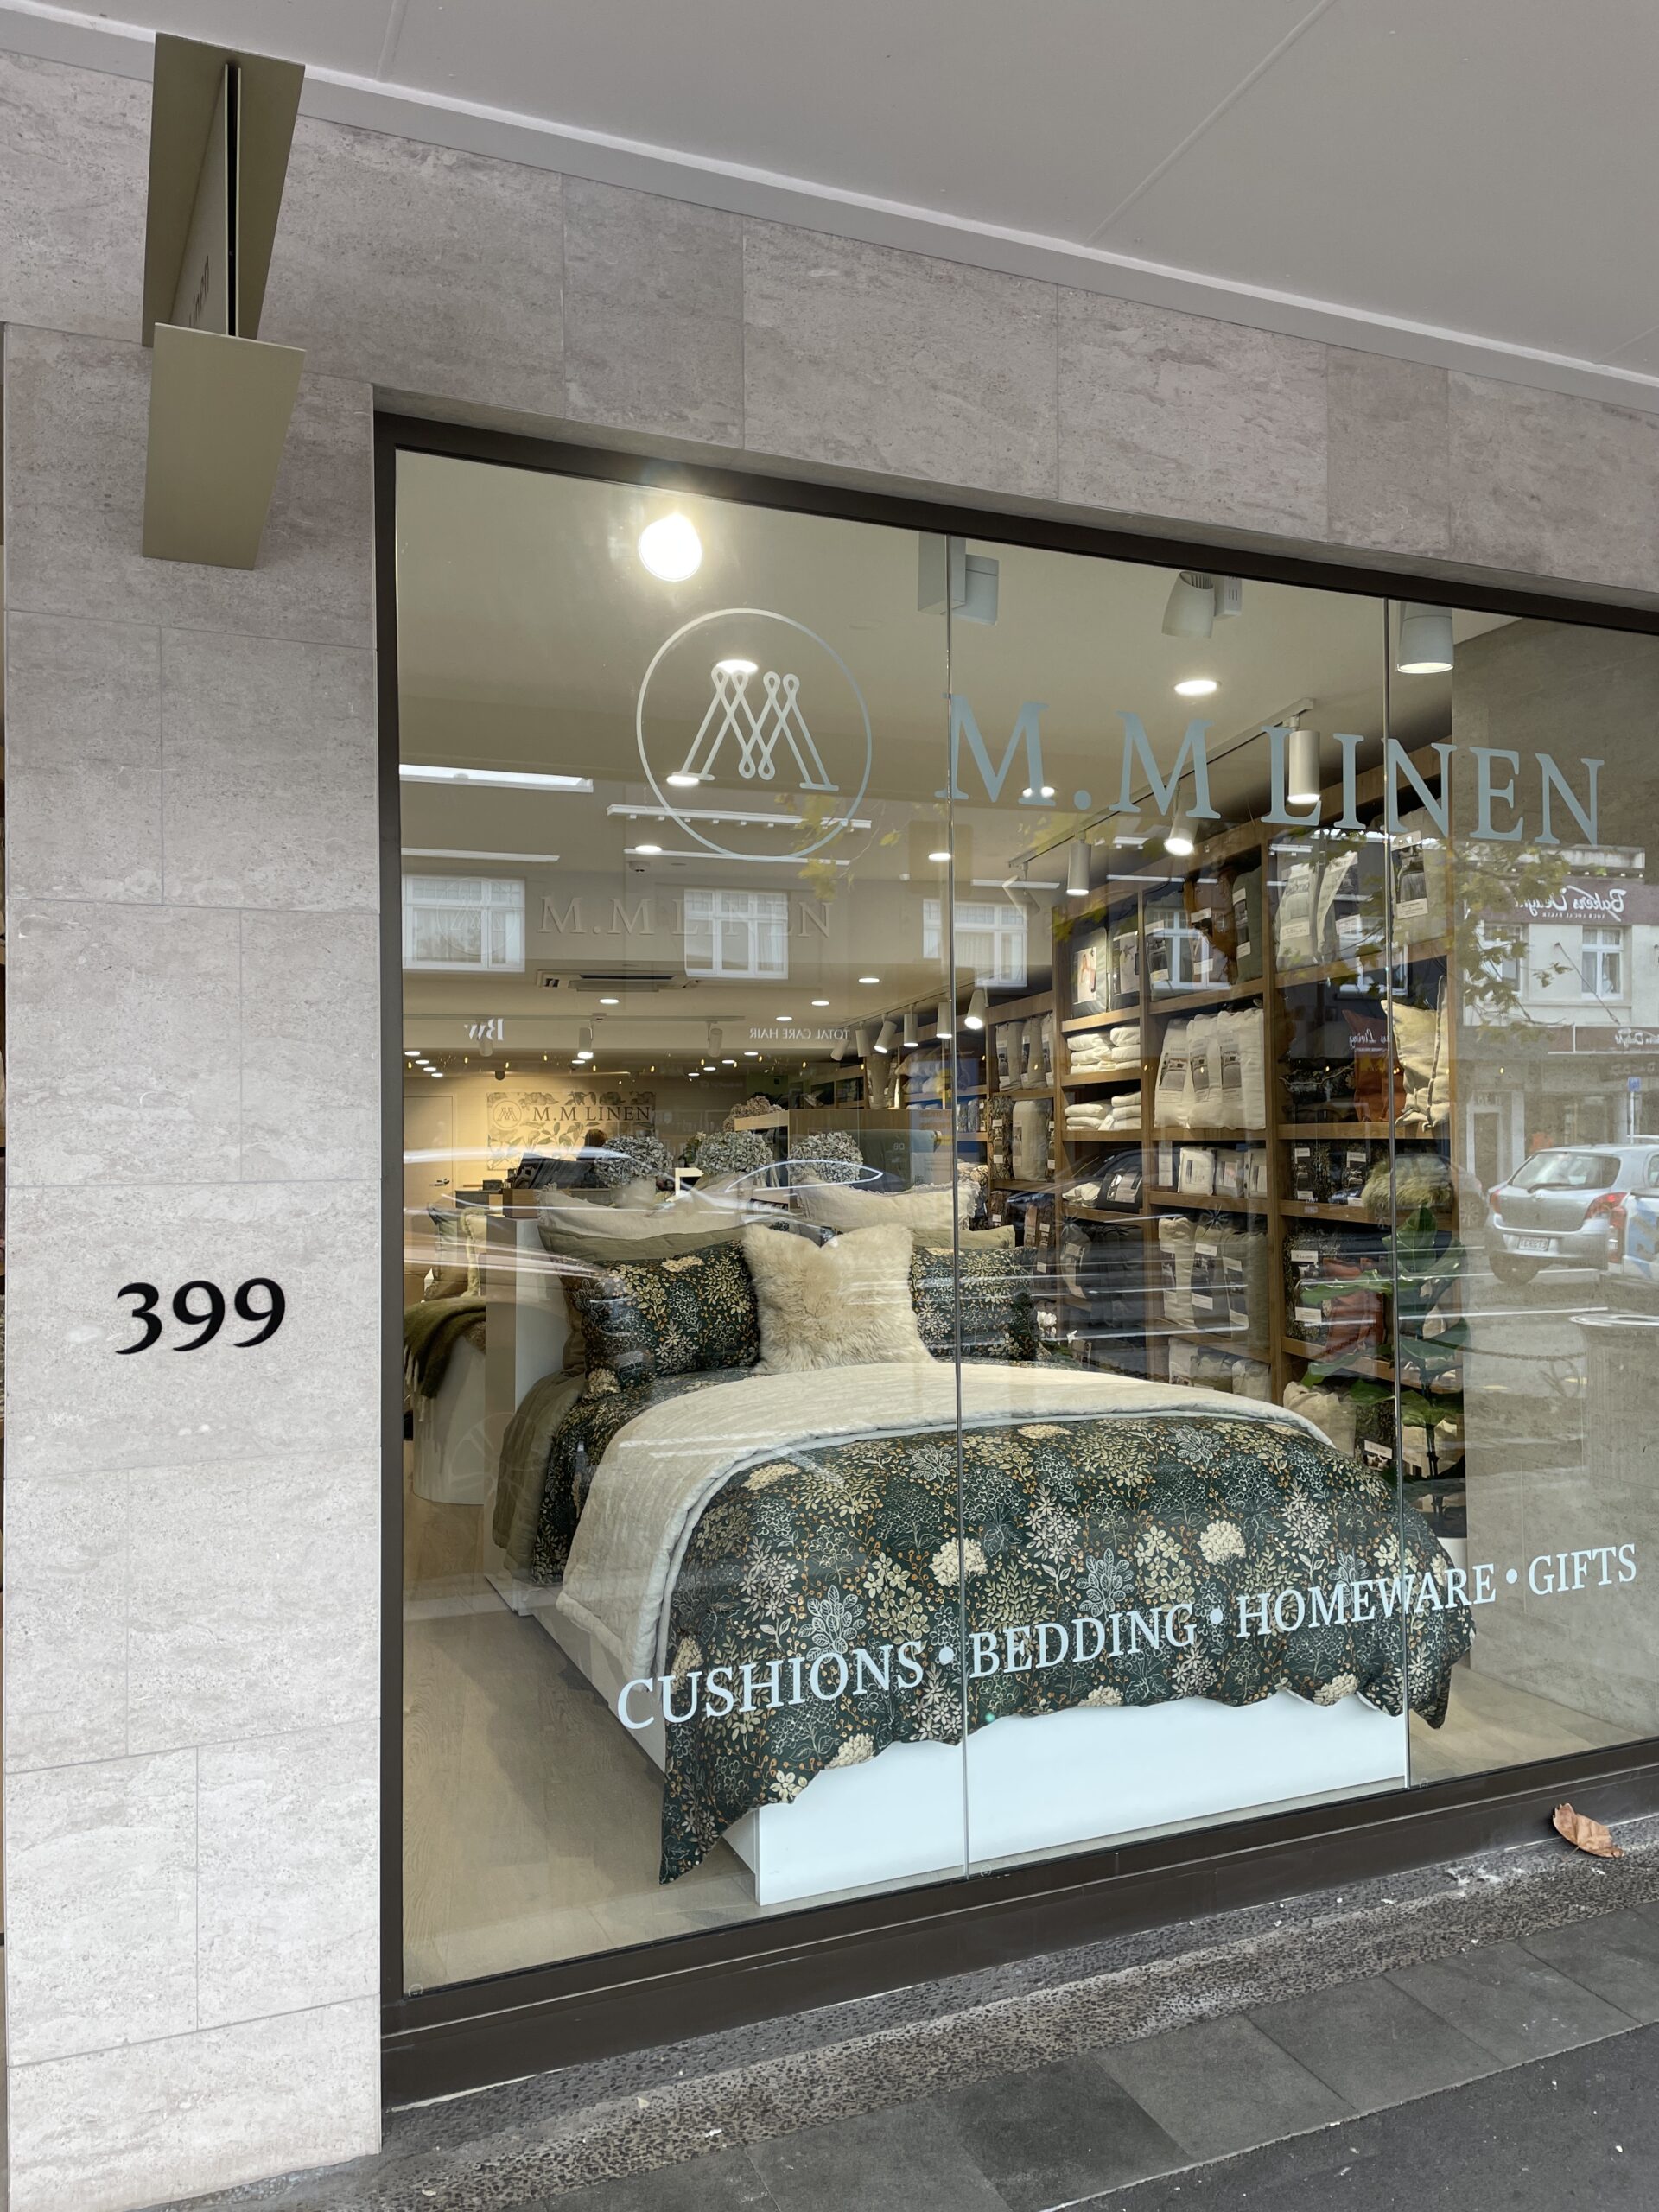 M.M LINEN
M.M LINEN
TOTAL CARE HAIR
M.M LINEN
399
CUSHIONS • BEDDING • HOMEWARE • GIFTS